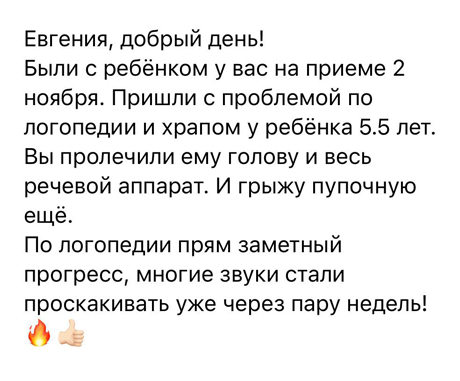 Евгения, добрый день!
Были с ребёнком у вас на приеме 2
ноября. Пришли с проблемой по
логопедии и храпом у ребёнка 5.5 лет.
Вы пролечили ему голову и весь
речевой аппарат. И грыжу пупочную
ещё.
По логопедии прям заметный
прогресс, многие звуки стали
проскакивать уже через пару недель!
🔥👍🏻